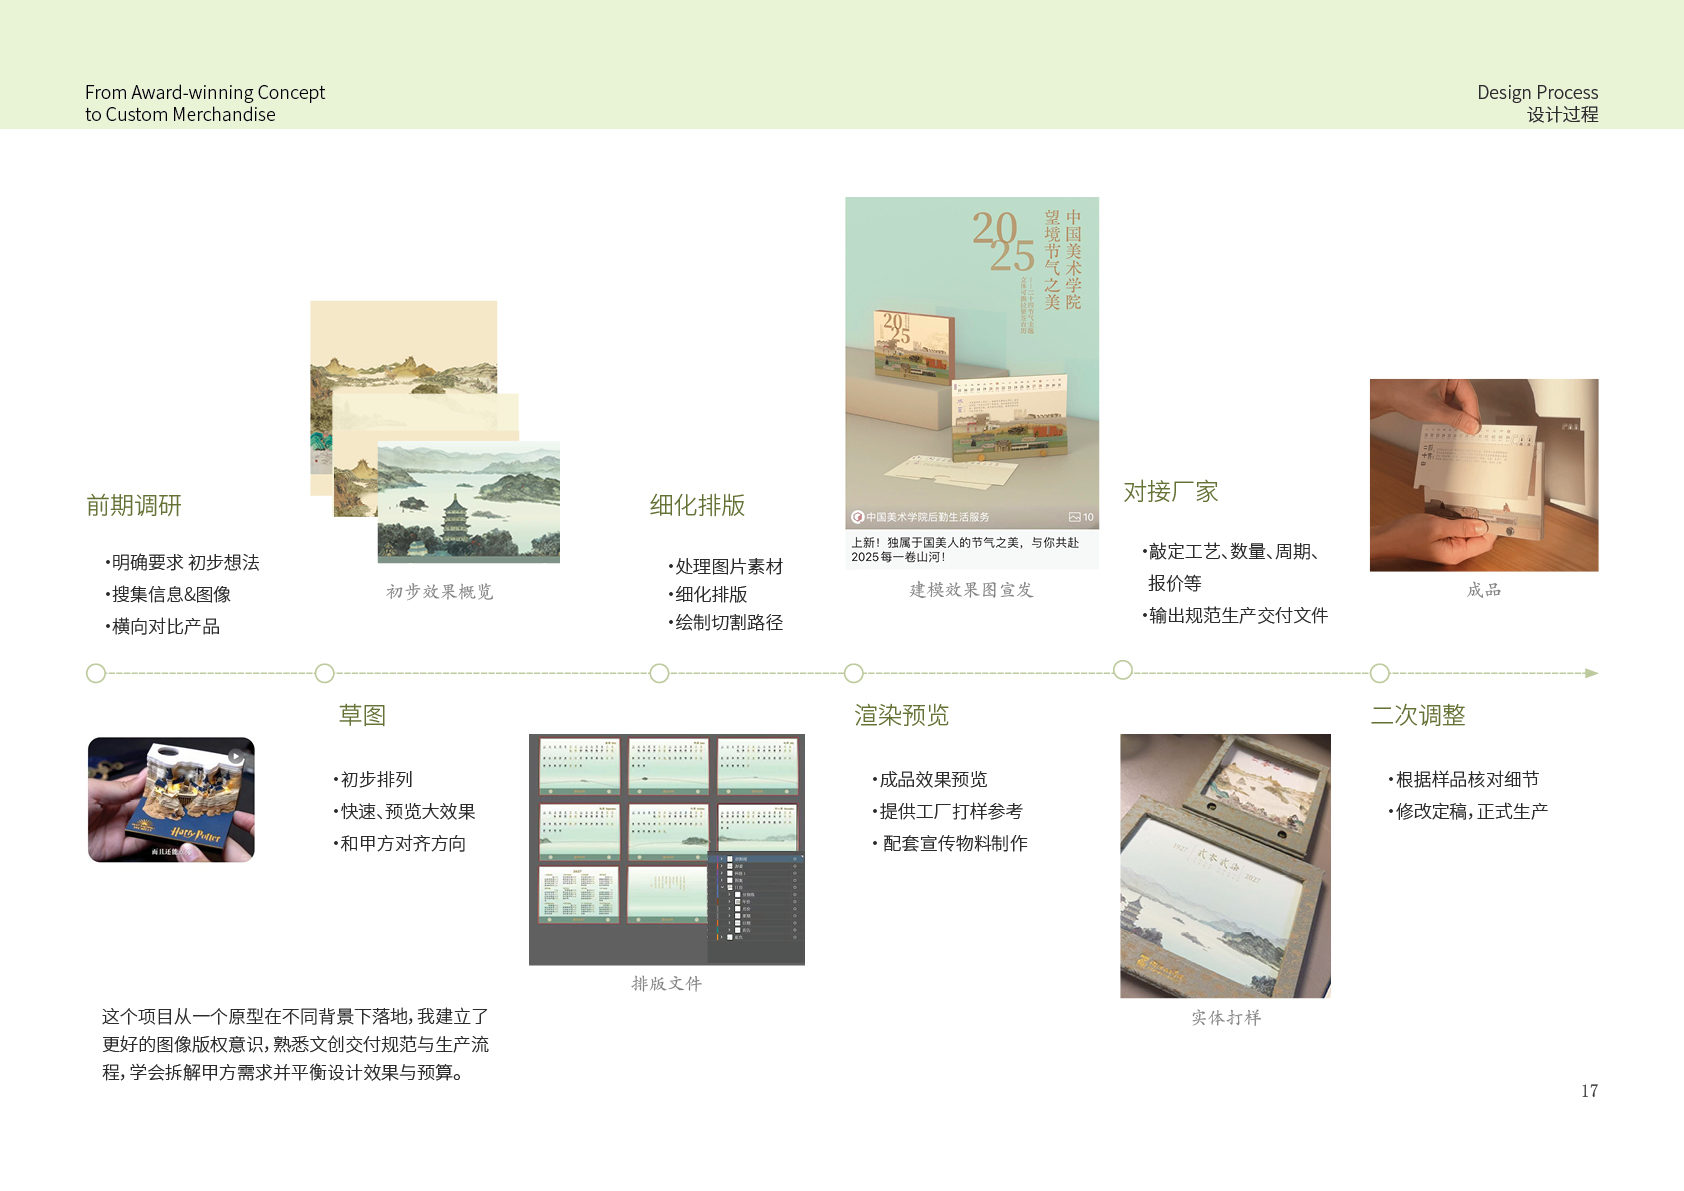 From Award-winning Concept
to Custom Merchandise
Design Process
设计过程
前期调研
•明确要求 初步想法
•搜集信息&图像
•横向对比产品
初步效果概览
细化排版
•处理图片素材
•细化排版
•绘制切割路径
20
25
中国美术学院
望境节气之美
20
25
中国美术学院后勤生活服务
10
上新！独属于国美人的节气之美，与你共赴
2025每一卷山河！
建模效果图宣发
对接厂家
•敲定工艺、数量、周期、
报价等
•输出规范生产交付文件
成品
Harry Potter
而且还能
草图
•初步排列
•快速、预览大效果
•和甲方对齐方向
排版文件
渲染预览
•成品效果预览
•提供工厂打样参考
• 配套宣传物料制作
1927
贰零贰柒
2027
实体打样
二次调整
•根据样品核对细节
•修改定稿，正式生产
这个项目从一个原型在不同背景下落地，我建立了
更好的图像版权意识，熟悉文创交付规范与生产流
程，学会拆解甲方需求并平衡设计效果与预算。
17